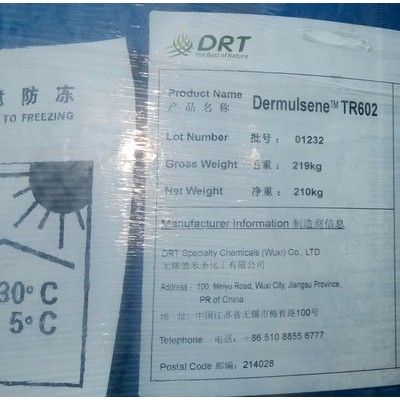 DRT
the Best of Nature
意防冻
TO FREEZING
Product Name
产品名称 Dermulsene™ TR602
Lot Number 批号: 01232
Gross Weight 毛重: 219kg
Net Weight 净重: 210kg
Manufacturer Information 制造商信息
DRT Specialty Chemicals (Wuxi) Co., LTD
无锡德米圣化工有限公司
Address: 100, Meiyu Road, Wuxi City, Jiangsu Province,
PR of China
地 址: 中国江苏省无锡市梅育路100号
Telephone 电话: + 86 510 8855 6777
Postal Code 邮编: 214028
30° C
5° C